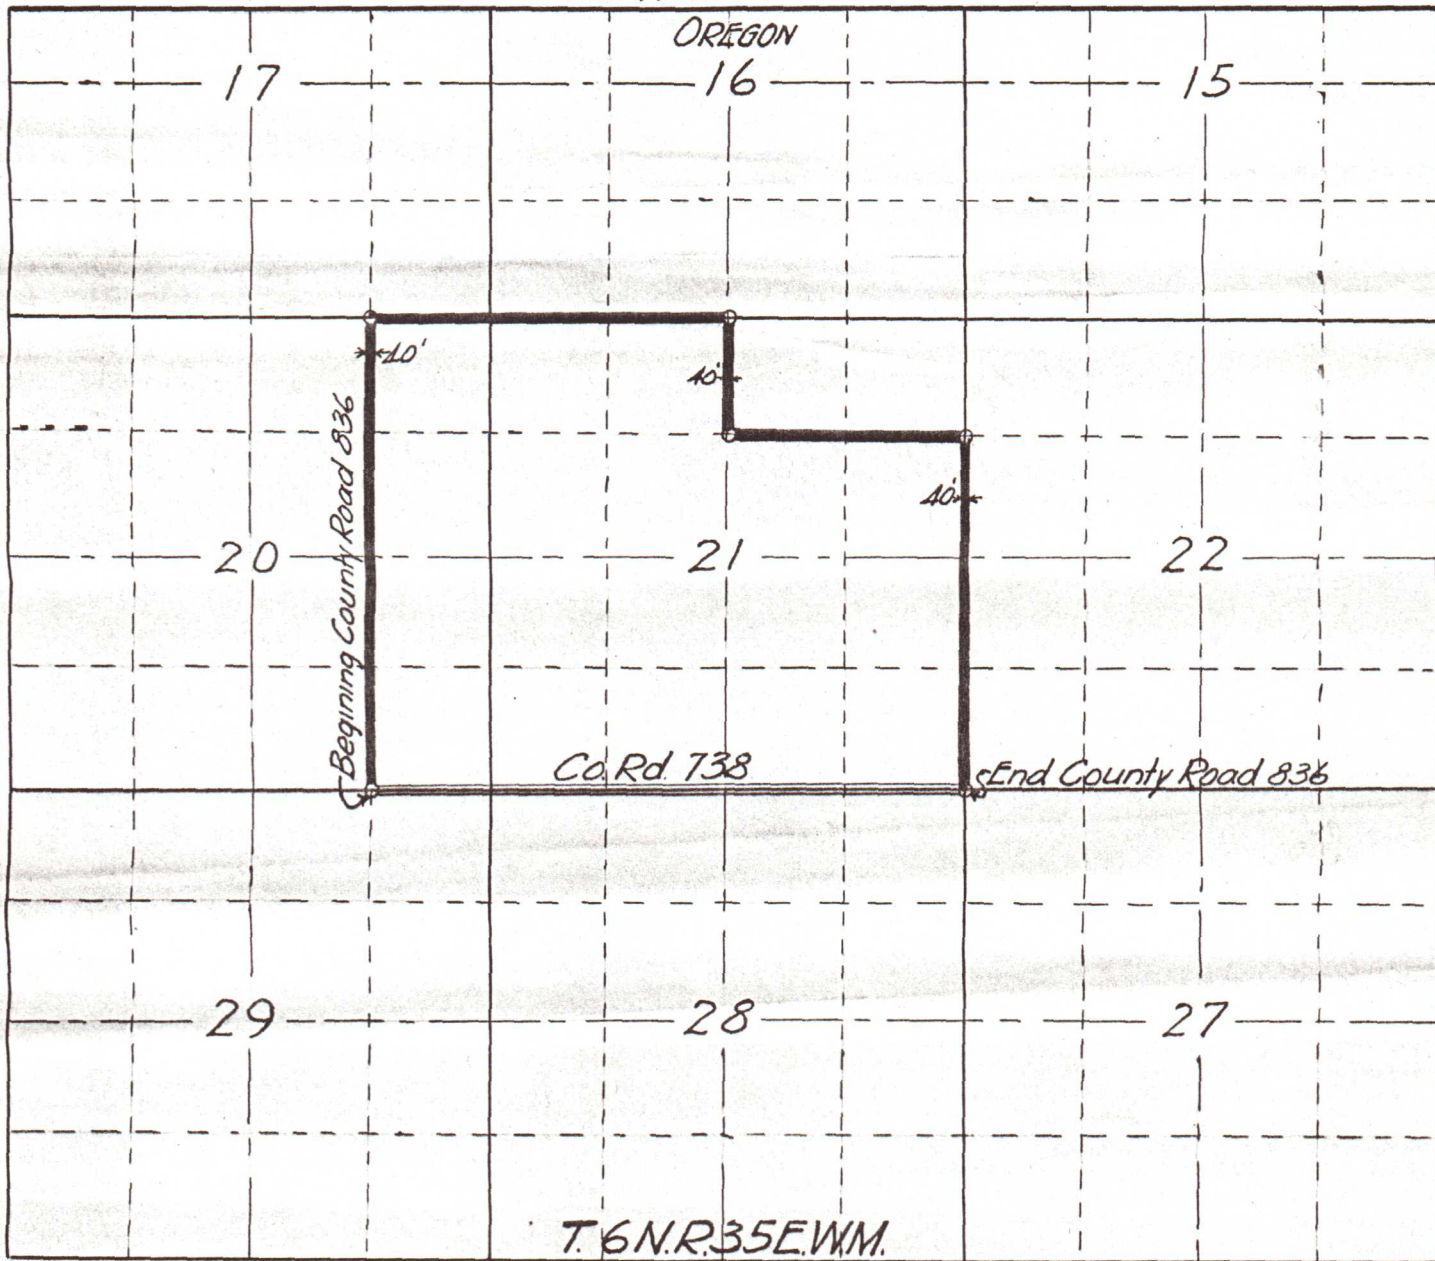 OREGON
17 16 15
40'
40'
Begining County Road 836
40'
20 21 22
Co. Rd. 738
End County Road 836
29 28 27
T. 6 N. R. 35 E. W. M.